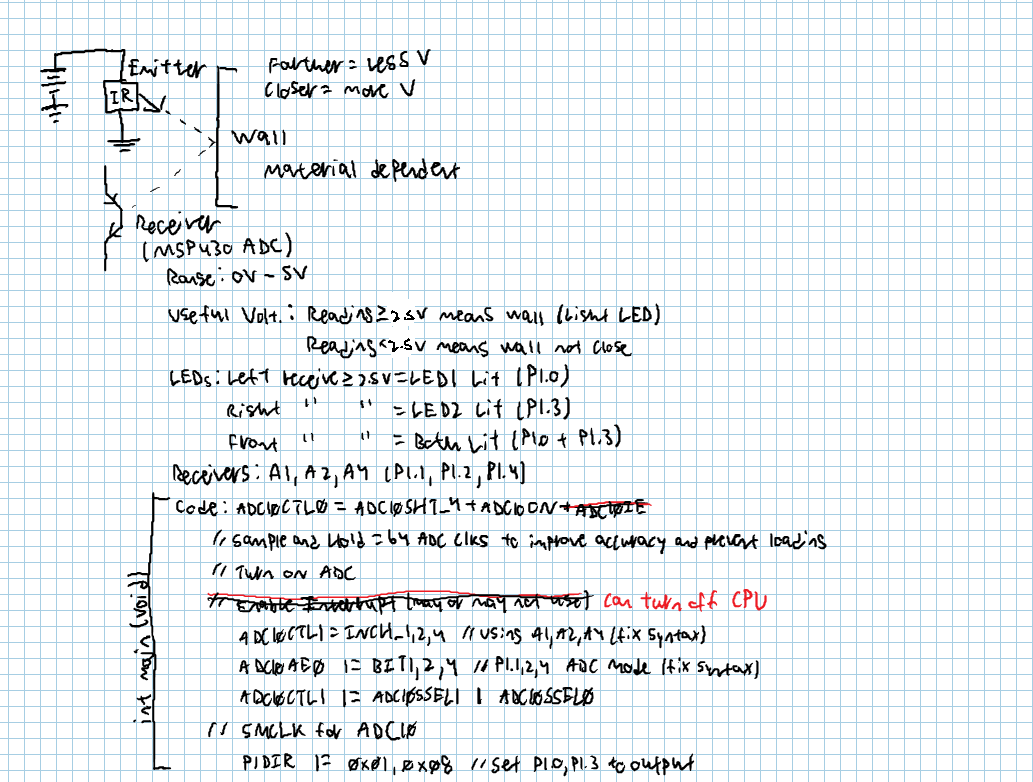 Emitter
IR
Farther = less V
Closer = more V
Wall
Material dependent
Receiver
(MSP430 ADC)
Range: 0V - 5V
Useful Volt.: Reading ≥ 2.5V means wall (Light LED)
Reading < 2.5V means wall not close
LEDs: Left receive ≥ 2.5V = LED1 Lit (P1.0)
Right " " = LED2 Lit (P1.3)
Front " " = Both Lit (P1.0 + P1.3)
Receivers: A1, A2, A4 [P1.1, P1.2, P1.4]
Code: ADC10CTL0 = ADC10SHT_4 + ADC10ON + ADC10IE
// Sample and Hold = 64 ADC Clks to improve accuracy and prevent loading
// Turn on ADC
// Enable Interrupt (may or may not use) Can turn off CPU
ADC10CTL1 = INCH_1,2,4 // using A1, A2, A4 (fix syntax)
ADC10AE0 |= BIT1,2,4 // P1.1,2,4 ADC mode (fix syntax)
ADC10CTL1 |= ADC10SSEL1 | ADC10SSEL0
// SMCLK for ADC10
P1DIR |= 0x01, 0x08 // set P1.0, P1.3 to output
int main(void)